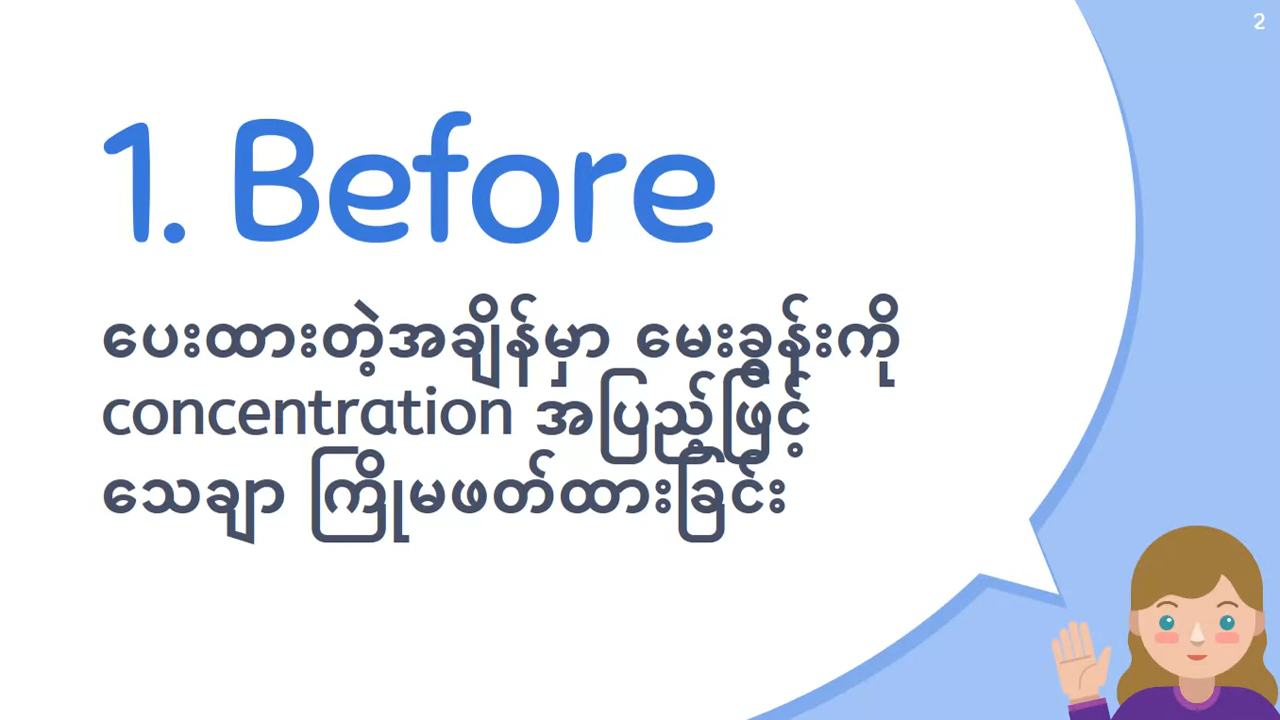 2
1. Before
ပေးထားတဲ့အချိန်မှာ မေးခွန်းကို
concentration အပြည့်ဖြင့်
သေချာ ကြိုမဖတ်ထားခြင်း